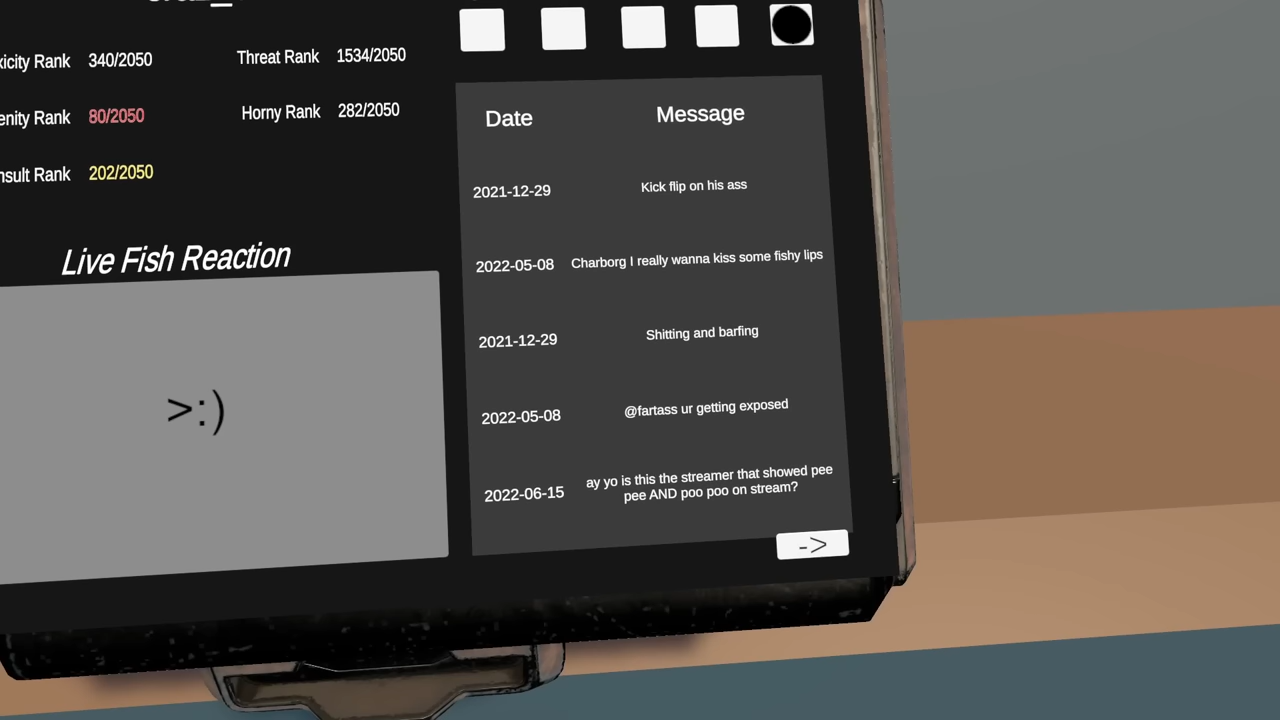 Rank 340/2050 Threat Rank 1534/2050
Rank 80/2050 Horny Rank 282/2050
Rank 202/2050
Live Fish Reaction
>:)
Date Message
2021-12-29 Kick flip on his ass
2022-05-08 Charborg I really wanna kiss some fishy lips
2021-12-29 Shitting and barfing
2022-05-08 @fartass ur getting exposed
2022-06-15 ay yo is this the streamer that showed pee
pee AND poo poo on stream?
->